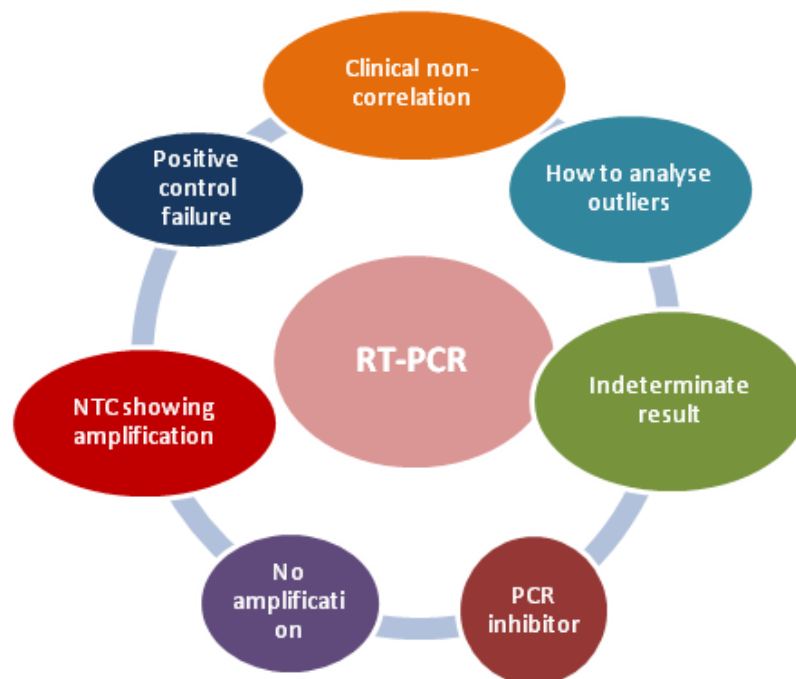 Clinical non-
correlation
How to analyse
outliers
Indeterminate
result
PCR
inhibitor
No
amplificati
on
NTC showing
amplification
Positive
control
failure
RT-PCR